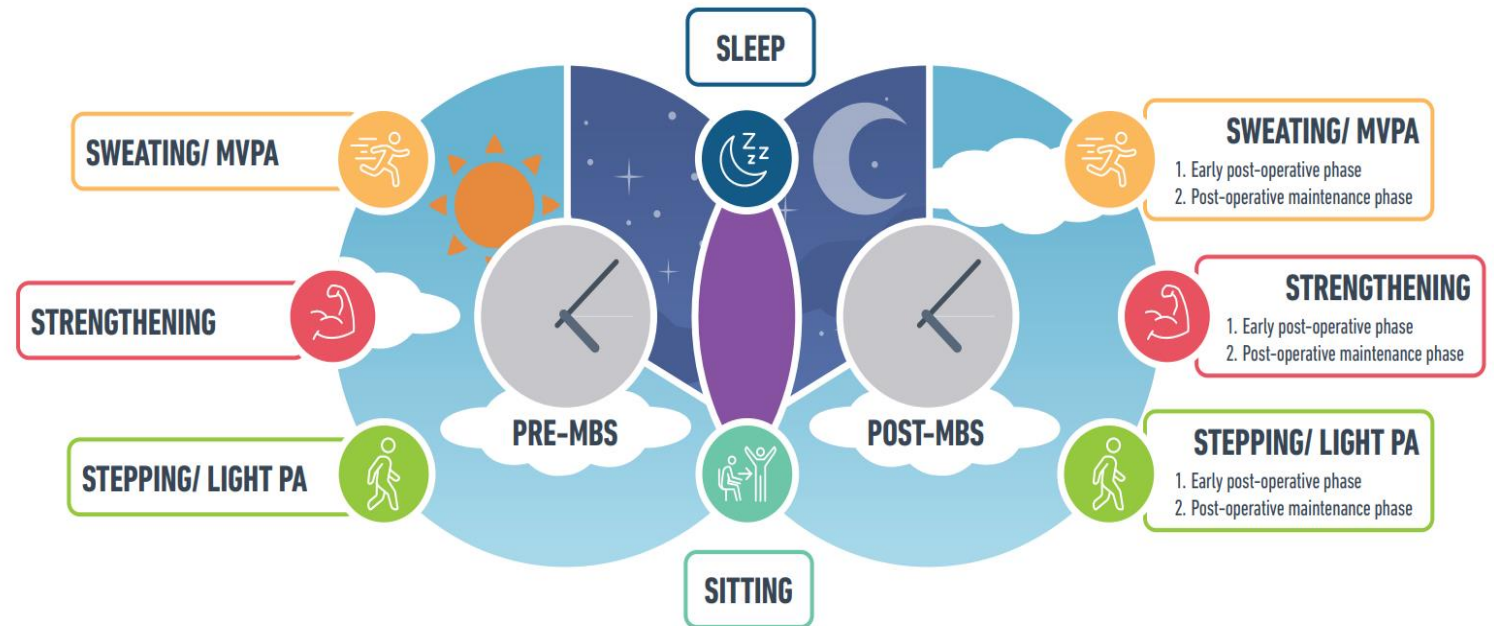 SLEEP
SWEATING/ MVPA
STRENGTHENING
STEPPING/ LIGHT PA
PRE-MBS
POST-MBS
Z Z Z Z
SITTING
SWEATING/ MVPA
1. Early post-operative phase
2. Post-operative maintenance phase
STRENGTHENING
1. Early post-operative phase
2. Post-operative maintenance phase
STEPPING/ LIGHT PA
1. Early post-operative phase
2. Post-operative maintenance phase